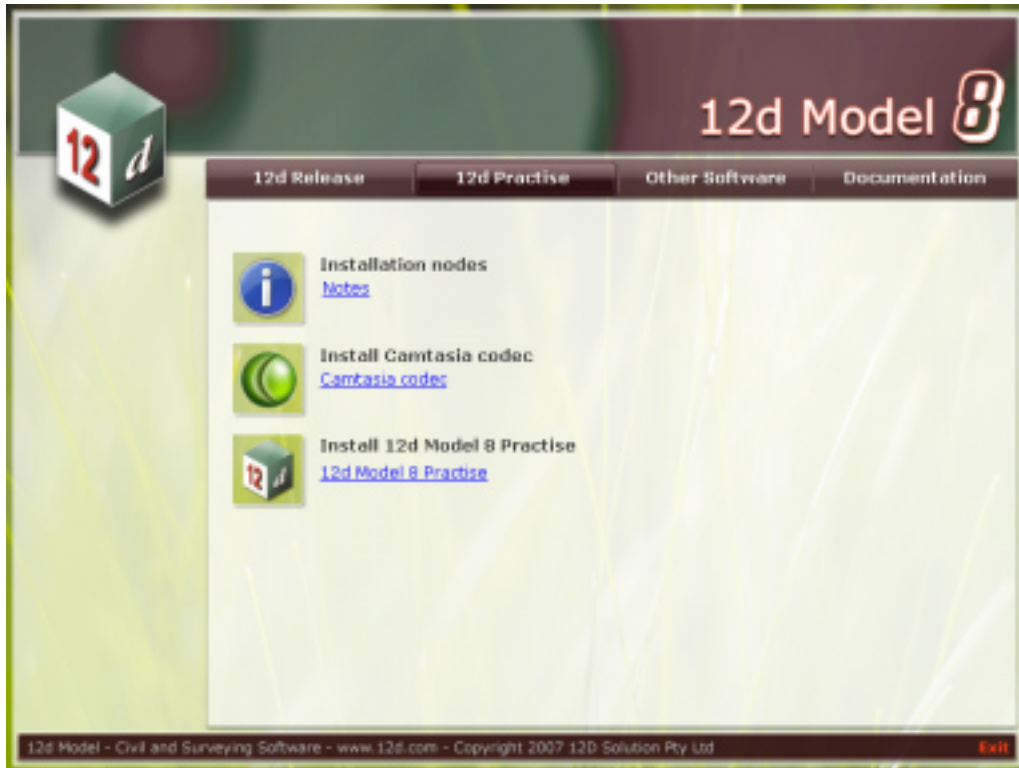 12d
12d Model 8
12d Release 12d Practise Other Software Documentation
Installation nodes
Notes
Install Camtasia codec
Camtasia codec
Install 12d Model 8 Practise
12d Model 8 Practise
12d
12d Model - Civil and Surveying Software - www.12d.com - Copyright 2007 12D Solution Pty Ltd Exit